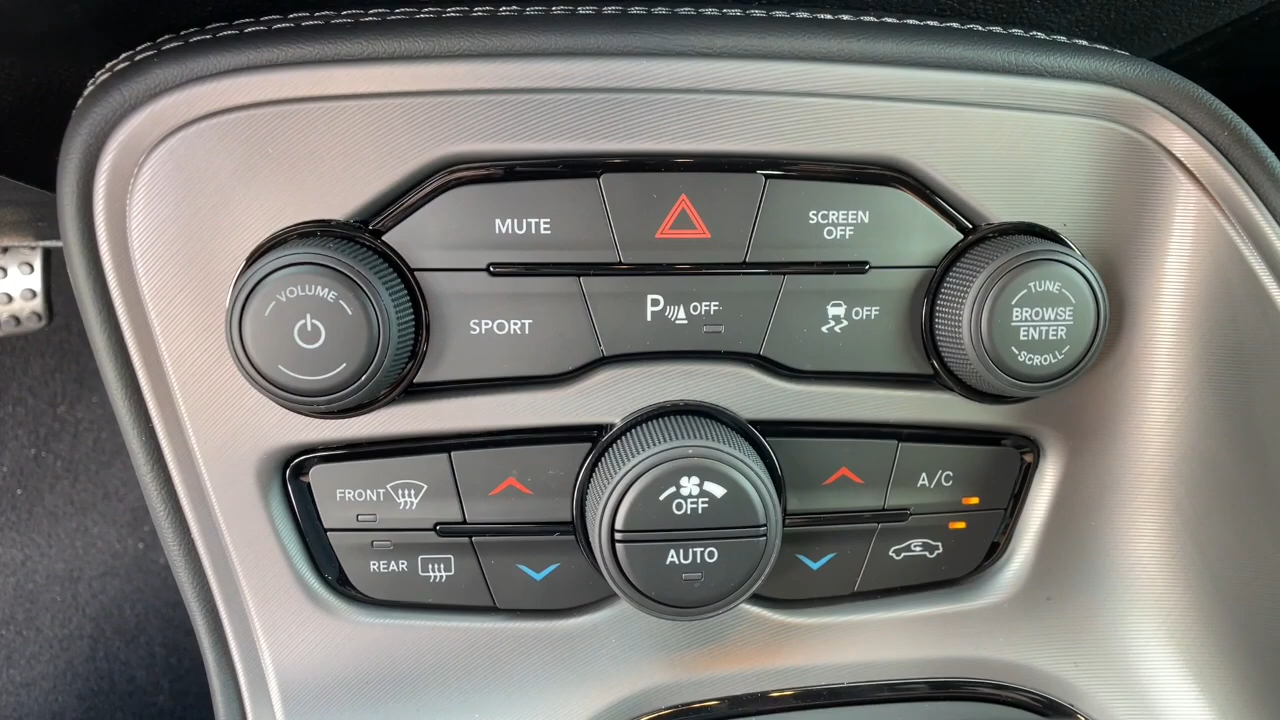 MUTE
SCREEN
OFF
VOLUME
SPORT
P OFF
OFF
TUNE
BROWSE
ENTER
SCROLL
FRONT
OFF
A/C
REAR
AUTO